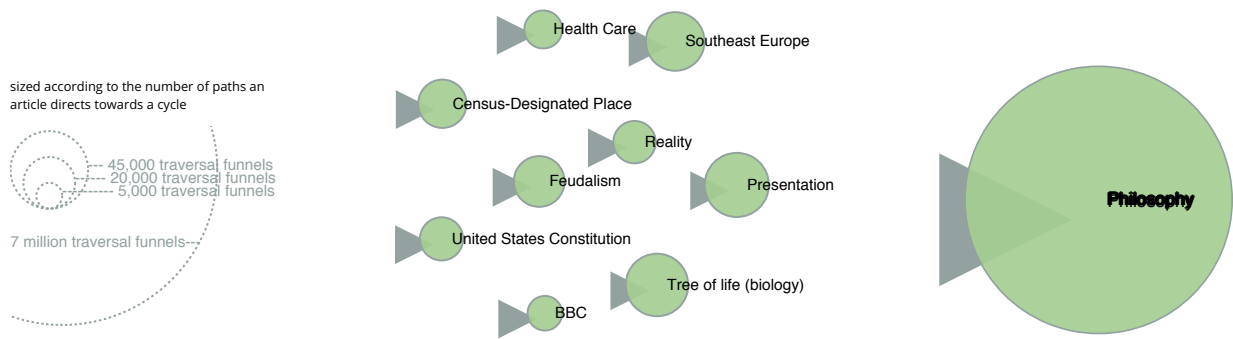 sized according to the number of paths an
article directs towards a cycle
45,000 traversal funnels
20,000 traversal funnels
5,000 traversal funnels
7 million traversal funnels
Health Care
Southeast Europe
Census-Designated Place
Reality
Feudalism
Presentation
United States Constitution
Tree of life (biology)
BBC
Philosophy